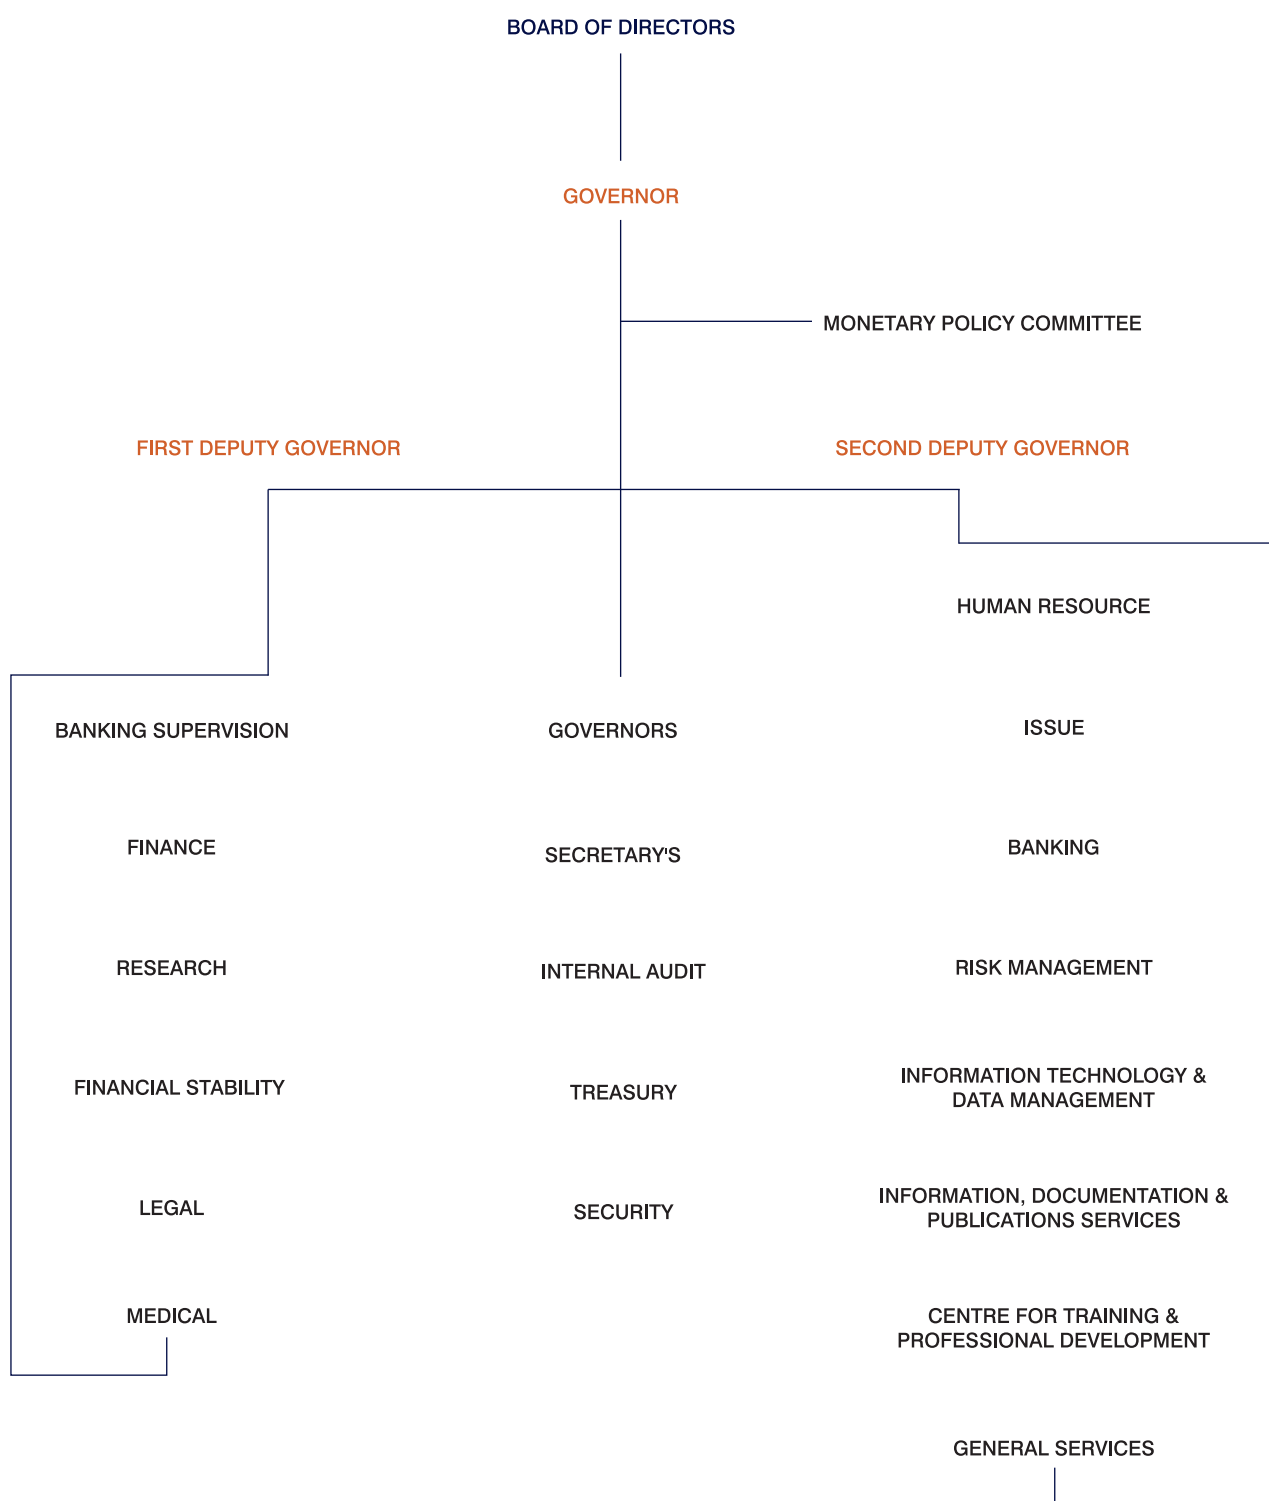 BOARD OF DIRECTORS
GOVERNOR
MONETARY POLICY COMMITTEE
FIRST DEPUTY GOVERNOR
SECOND DEPUTY GOVERNOR
HUMAN RESOURCE
BANKING SUPERVISION
GOVERNORS
ISSUE
FINANCE
SECRETARY'S
BANKING
RESEARCH
INTERNAL AUDIT
RISK MANAGEMENT
FINANCIAL STABILITY
TREASURY
INFORMATION TECHNOLOGY &
DATA MANAGEMENT
LEGAL
SECURITY
INFORMATION, DOCUMENTATION &
PUBLICATIONS SERVICES
MEDICAL
CENTRE FOR TRAINING &
PROFESSIONAL DEVELOPMENT
GENERAL SERVICES